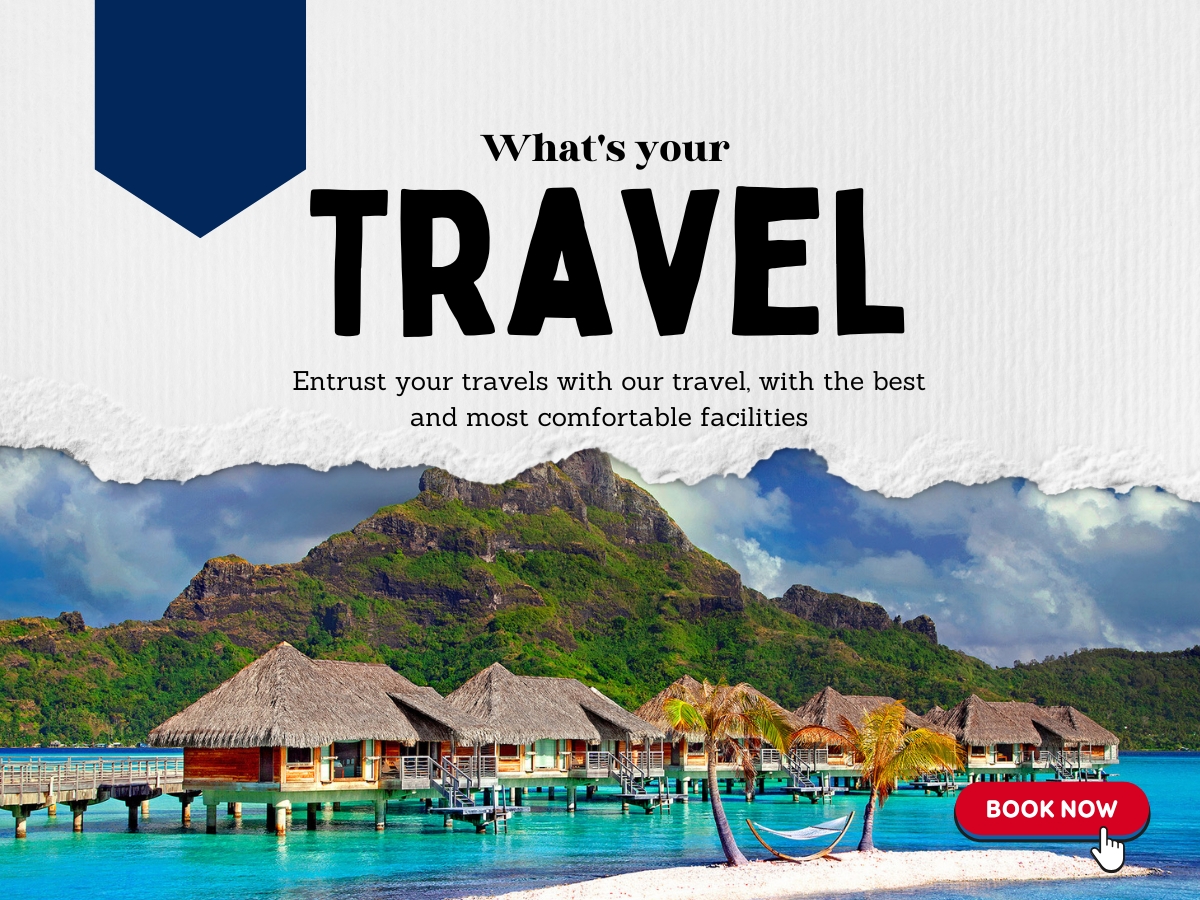 What's your
TRAVEL
Entrust your travels with our travel, with the best
and most comfortable facilities
BOOK NOW